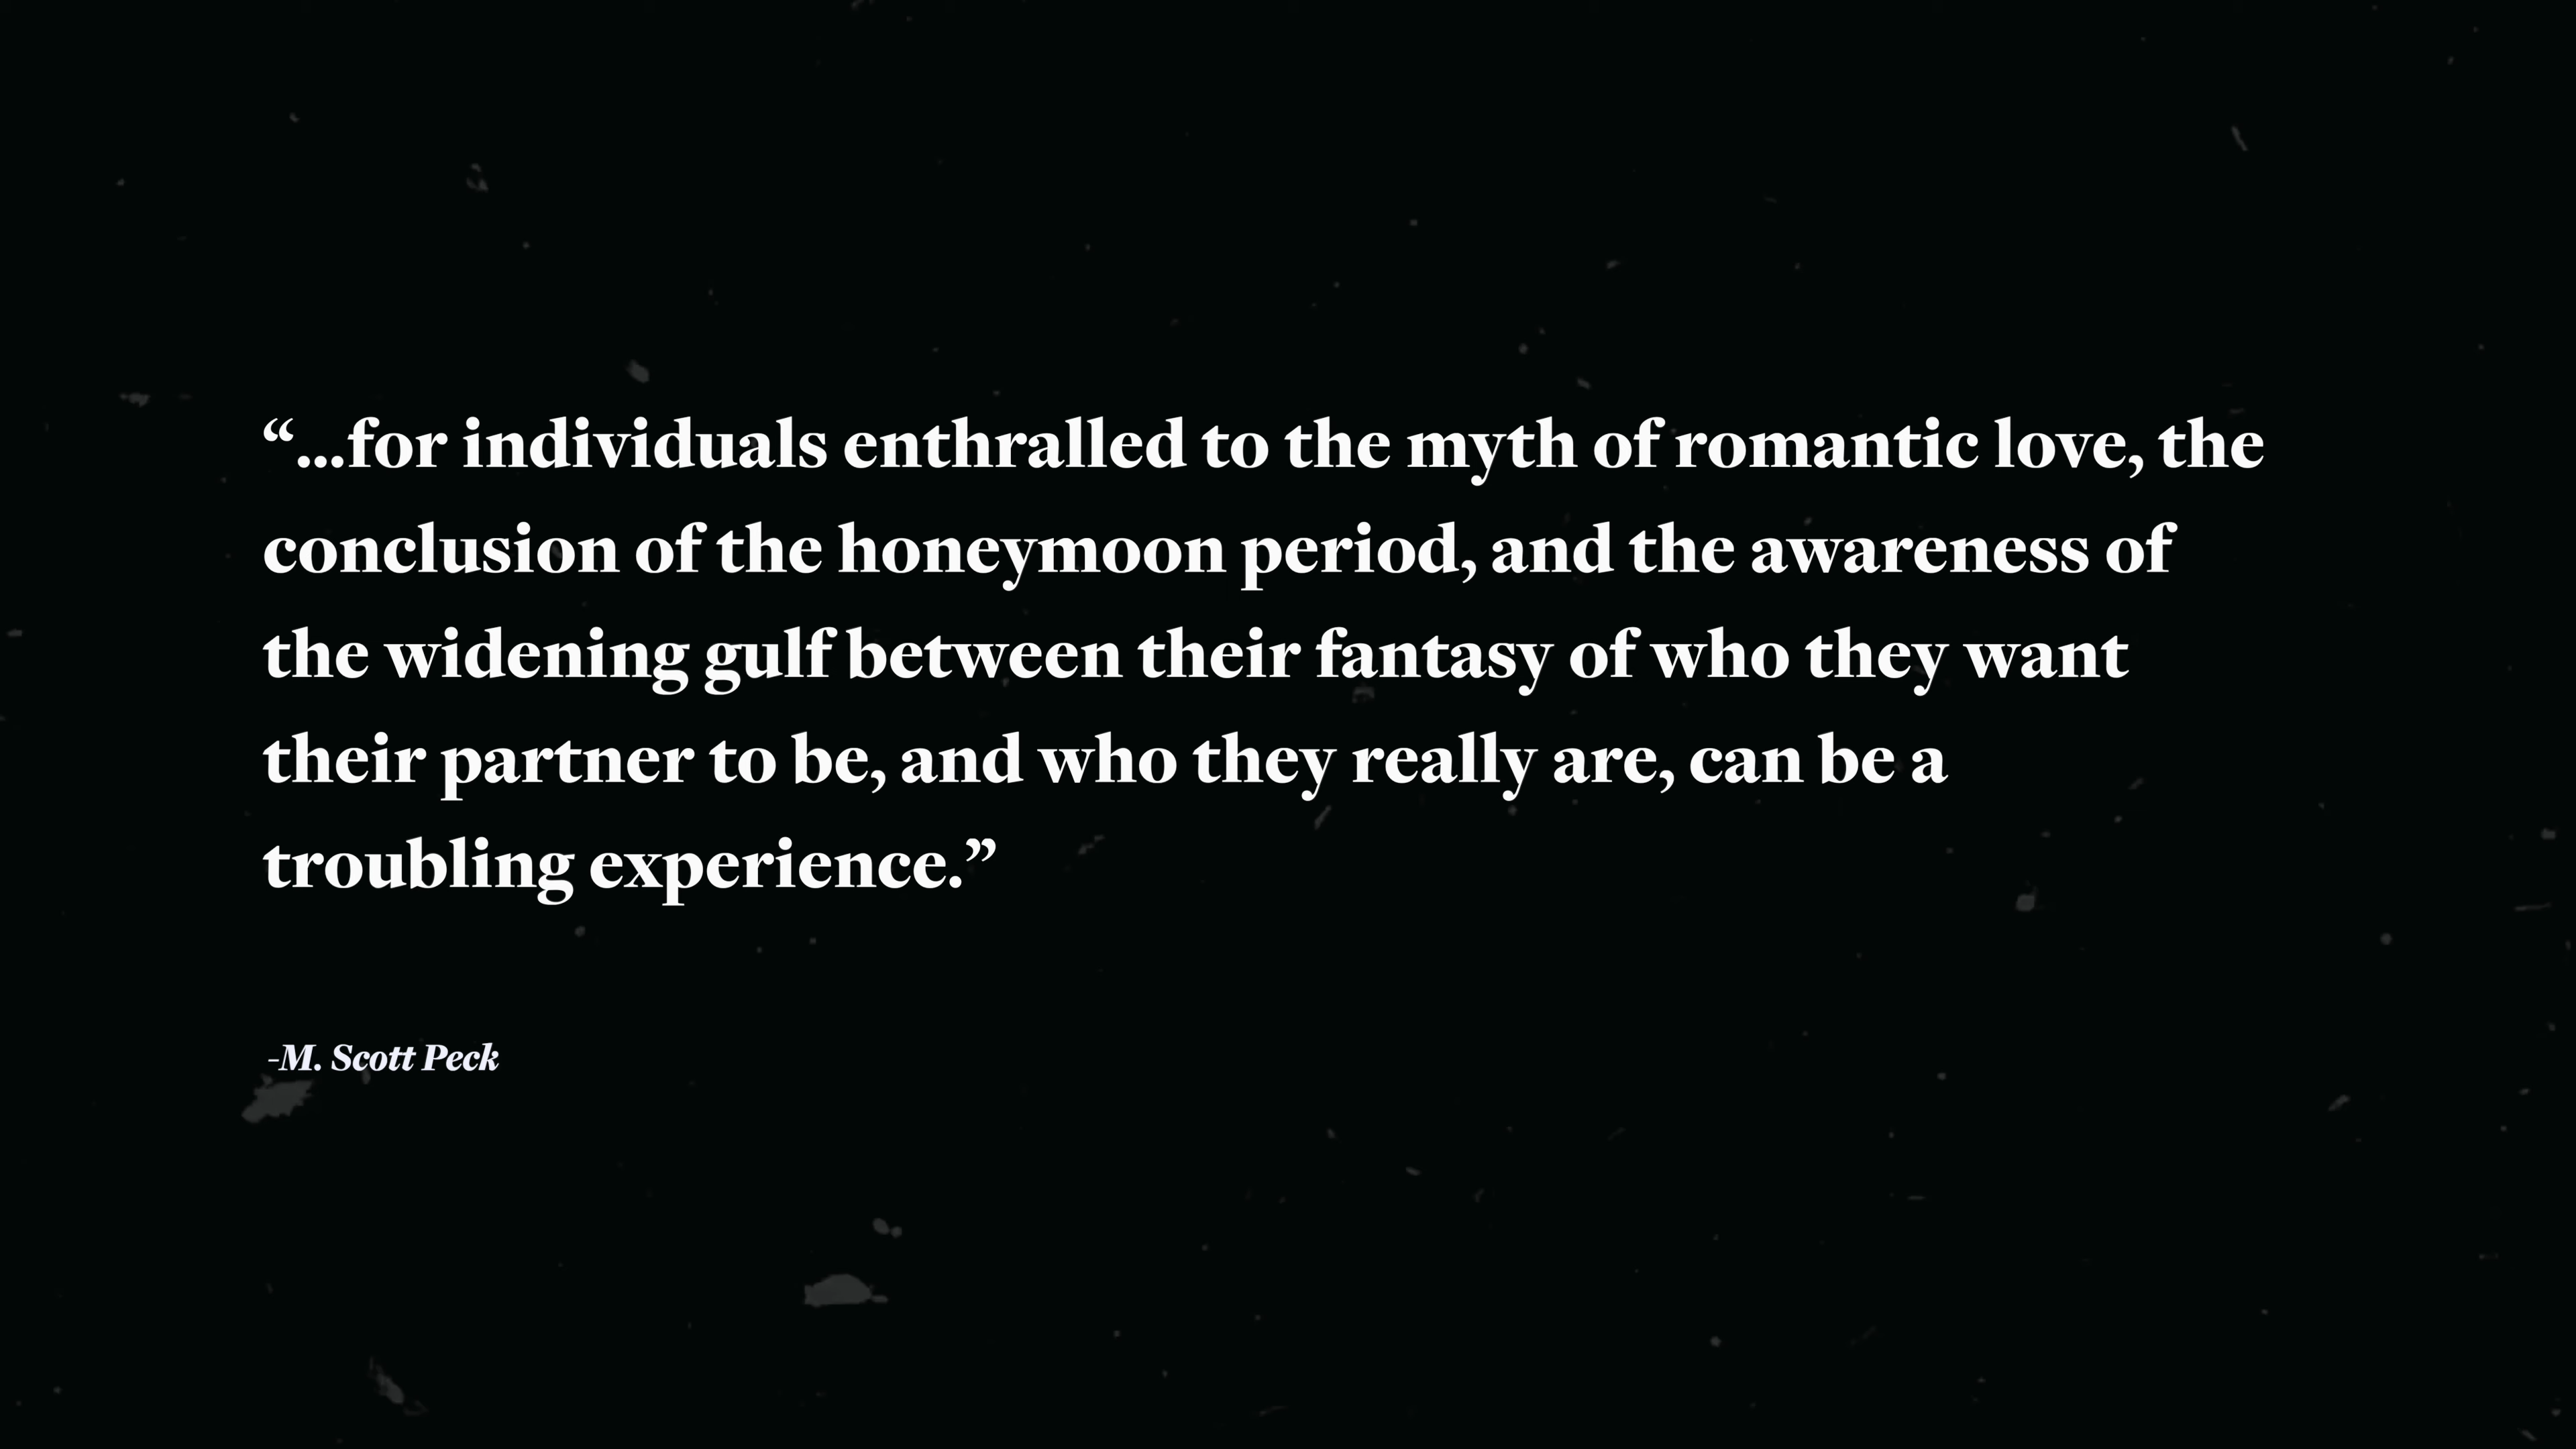 “...for individuals enthralled to the myth of romantic love, the
conclusion of the honeymoon period, and the awareness of
the widening gulf between their fantasy of who they want
their partner to be, and who they really are, can be a
troubling experience.”
-M. Scott Peck